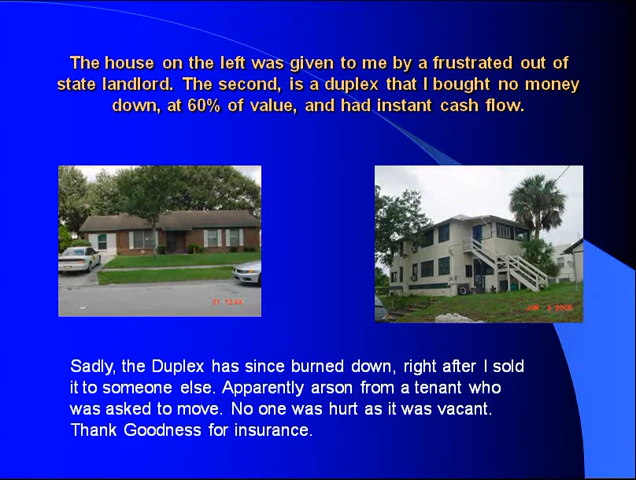 The house on the left was given to me by a frustrated out of
state landlord. The second, is a duplex that I bought no money
down, at 60% of value, and had instant cash flow.
Sadly, the Duplex has since burned down, right after I sold
it to someone else. Apparently arson from a tenant who
was asked to move. No one was hurt as it was vacant.
Thank Goodness for insurance.